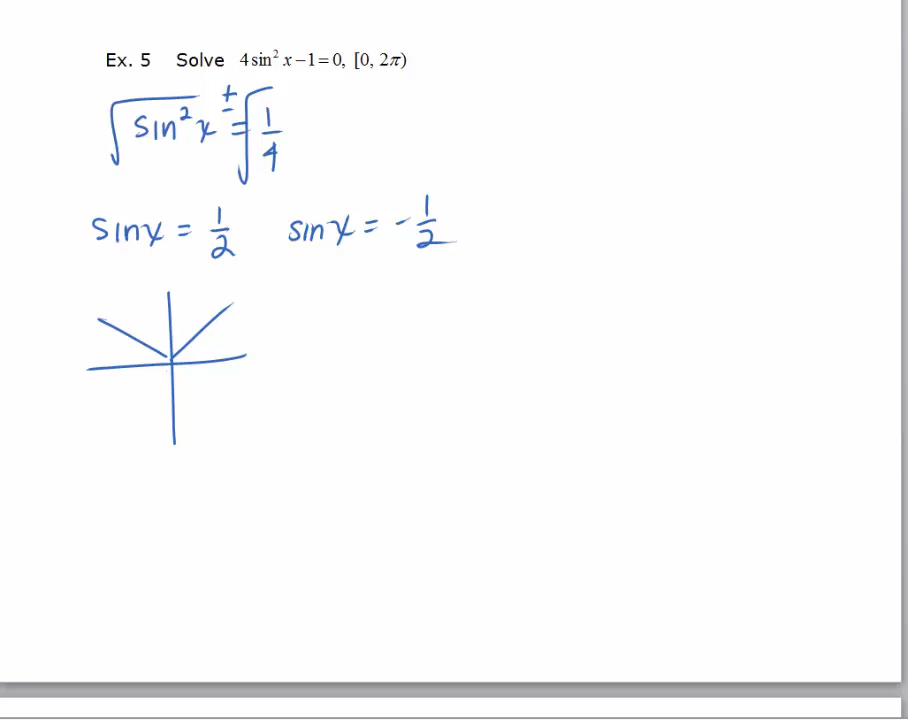 Ex. 5 Solve 4 sin² x − 1 = 0, [0, 2π)
√sin² x = ±√1/4
sin x = 1/2 sin x = -1/2